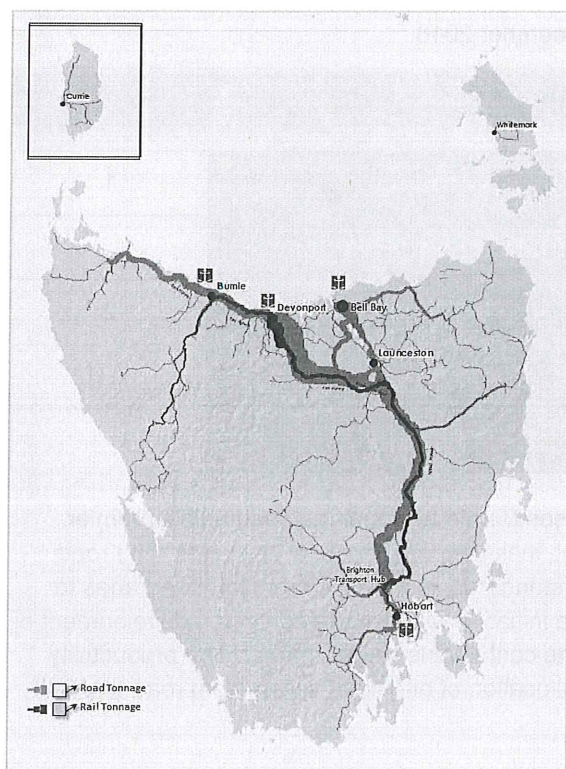 Currie
Whitemark
Burnie
Devonport
Bell Bay
Launceston
Brighton
Transport Hub
Hobart
Road Tonnage
Rail Tonnage